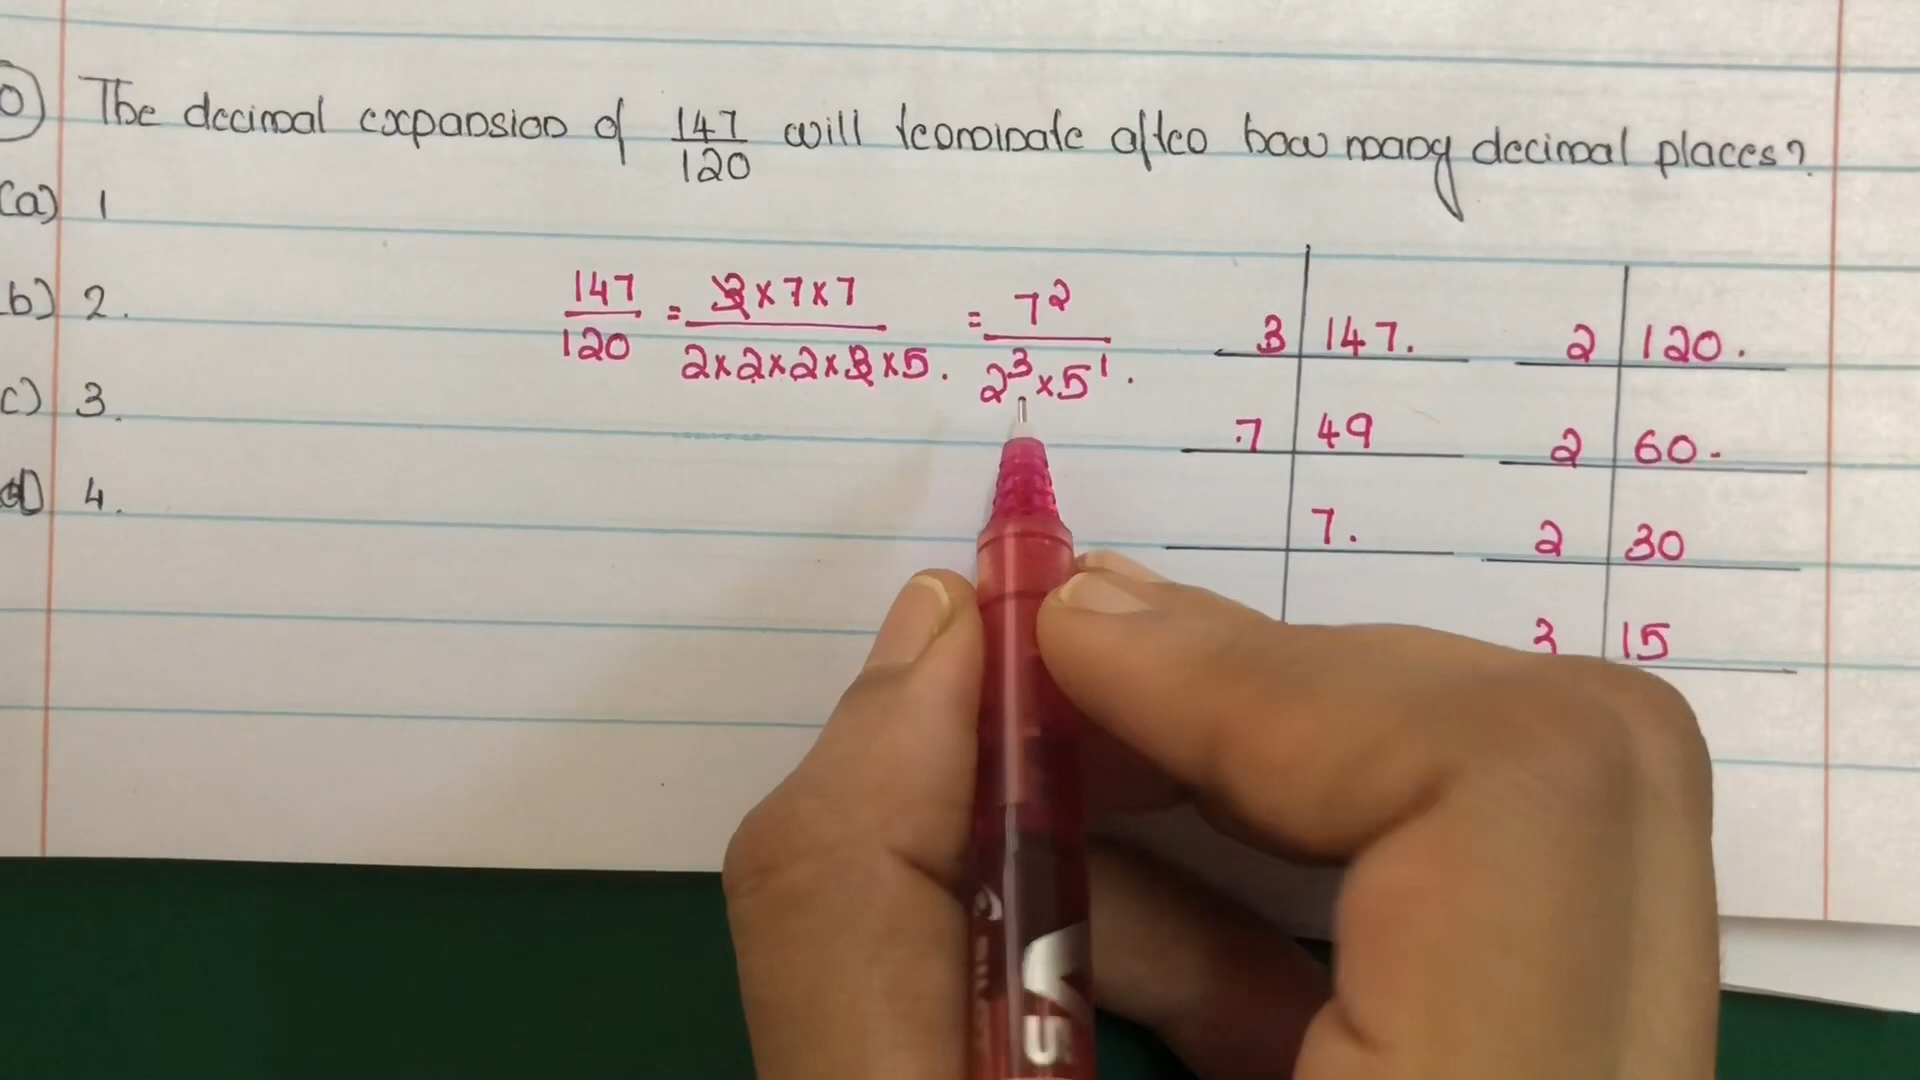 The decimal expansion of 147/120 will terminate after how many decimal places?
(a) 1
b) 2.
c) 3.
d) 4.
147/120 = 3×7×7/2×2×2×3×5. = 7²/2³×5¹.
3 | 147.
7 | 49
7.
2 | 120.
2 | 60.
2 | 30
3 | 15
V5